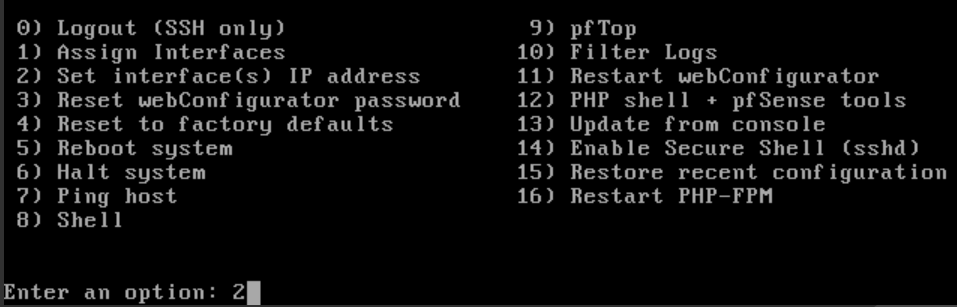 0) Logout (SSH only)                  9) pfTop
1) Assign Interfaces                 10) Filter Logs
2) Set interface(s) IP address       11) Restart webConfigurator
3) Reset webConfigurator password    12) PHP shell + pfSense tools
4) Reset to factory defaults         13) Update from console
5) Reboot system                     14) Enable Secure Shell (sshd)
6) Halt system                       15) Restore recent configuration
7) Ping host                         16) Restart PHP-FPM
8) Shell
Enter an option: 2